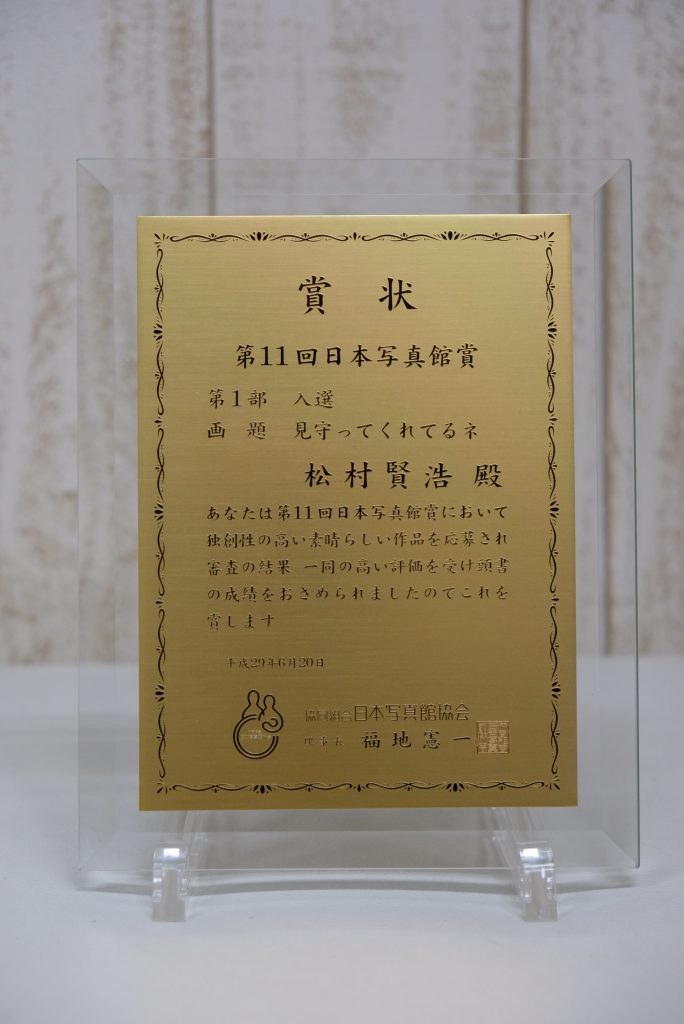 賞 状
第11回日本写真館賞
第1部 入選
画 題 見守ってくれてるネ
松村賢浩 殿
あなたは第11回日本写真館賞において
独創性の高い素晴らしい作品を応募され
審査の結果 一同の高い評価を受け頭書
の成績をおさめられましたのでこれを
賞します
平成29年6月20日
協同組合日本写真館協会
理事長 福地憲一